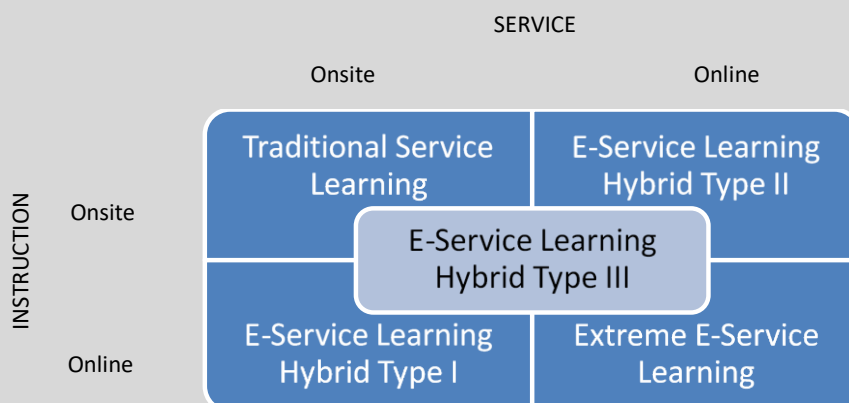 SERVICE
Onsite
Online
Traditional Service
Learning
E-Service Learning
Hybrid Type II
INSTRUCTION
Onsite
E-Service Learning
Hybrid Type III
Online
E-Service Learning
Hybrid Type I
Extreme E-Service
Learning